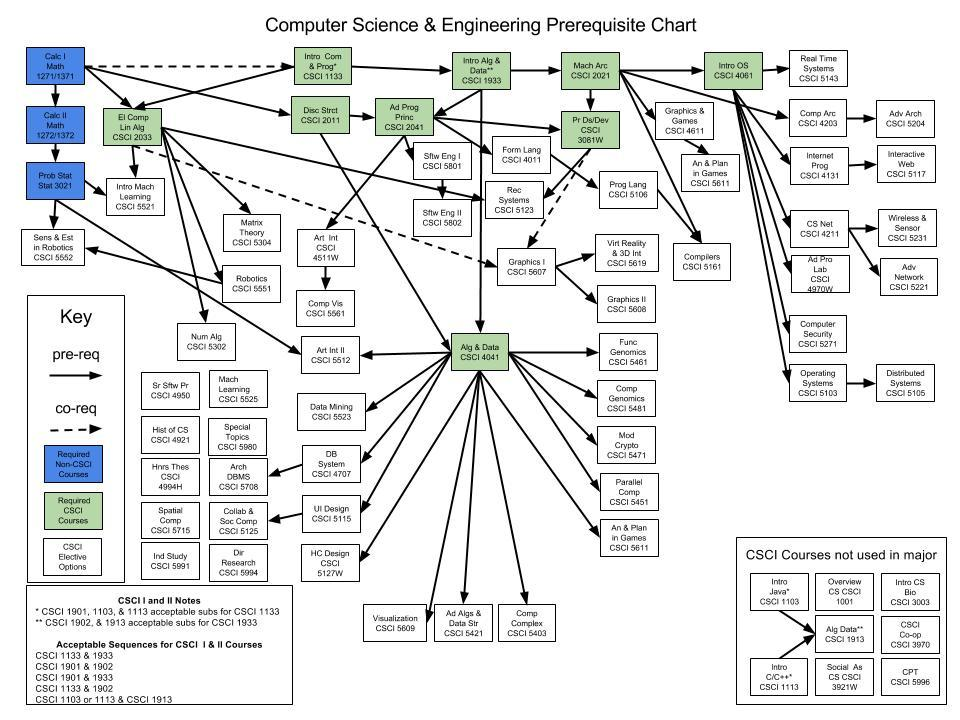 Computer Science & Engineering Prerequisite Chart
Calc I
Math
1271/1371
Intro Com
& Prog*
CSCI 1133
Intro Alg &
Data**
CSCI 1933
Mach Arc
CSCI 2021
Intro OS
CSCI 4061
Real Time
Systems
CSCI 5143
Calc II
Math
1272/1372
El Comp
Lin Alg
CSCI 2033
Disc Strct
CSCI 2011
Ad Prog
Princ
CSCI 2041
Pr Ds/Dev
CSCI
3081W
Graphics &
Games
CSCI 4611
Comp Arc
CSCI 4203
Adv Arch
CSCI 5204
Prob Stat
Stat 3021
Intro Mach
Learning
CSCI 5521
Sftw Eng I
CSCI 5801
Form Lang
CSCI 4011
An & Plan
in Games
CSCI 5611
Internet
Prog
CSCI 4131
Interactive
Web
CSCI 5117
Sftw Eng II
CSCI 5802
Rec
Systems
CSCI 5123
Prog Lang
CSCI 5106
Sens & Est
in Robotics
CSCI 5552
Matrix
Theory
CSCI 5304
Art Int
CSCI
4511W
Graphics I
CSCI 5607
Virt Reality
& 3D Int
CSCI 5619
Compilers
CSCI 5161
CS Net
CSCI 4211
Wireless &
Sensor
CSCI 5231
Robotics
CSCI 5551
Ad Pro
Lab
CSCI
4970W
Adv
Network
CSCI 5221
Comp Vis
CSCI 5561
Graphics II
CSCI 5608
Num Alg
CSCI 5302
Art Int II
CSCI 5512
Alg & Data
CSCI 4041
Func
Genomics
CSCI 5461
Computer
Security
CSCI 5271
Operating
Systems
CSCI 5103
Distributed
Systems
CSCI 5105
Key
pre-req
co-req
Required
Non-CSCI
Courses
Required
CSCI
Courses
CSCI
Elective
Options
Sr Sftw Pr
CSCI 4950
Mach
Learning
CSCI 5525
Data Mining
CSCI 5523
Comp
Genomics
CSCI 5481
Hist of CS
CSCI 4921
Special
Topics
CSCI 5980
Mod
Crypto
CSCI 5471
Hnrs Thes
CSCI
4994H
Arch
DBMS
CSCI 5708
DB
System
CSCI 4707
Parallel
Comp
CSCI 5451
Spatial
Comp
CSCI 5715
Collab &
Soc Comp
CSCI 5125
UI Design
CSCI 5115
An & Plan
in Games
CSCI 5611
Ind Study
CSCI 5991
Dir
Research
CSCI 5994
HC Design
CSCI
5127W
Visualization
CSCI 5609
Ad Algs &
Data Str
CSCI 5421
Comp
Complex
CSCI 5403
CSCI I and II Notes
* CSCI 1901, 1103, & 1113 acceptable subs for CSCI 1133
** CSCI 1902, & 1913 acceptable subs for CSCI 1933
Acceptable Sequences for CSCI I & II Courses
CSCI 1133 & 1933
CSCI 1901 & 1902
CSCI 1901 & 1933
CSCI 1133 & 1902
CSCI 1103 or 1113 & CSCI 1913
CSCI Courses not used in major
Intro
Java*
CSCI 1103
Overview
CS CSCI
1001
Intro CS
Bio
CSCI 3003
Alg Data**
CSCI 1913
CSCI
Co-op
CSCI 3970
Intro
C/C++*
CSCI 1113
Social As
CS CSCI
3921W
CPT
CSCI 5996